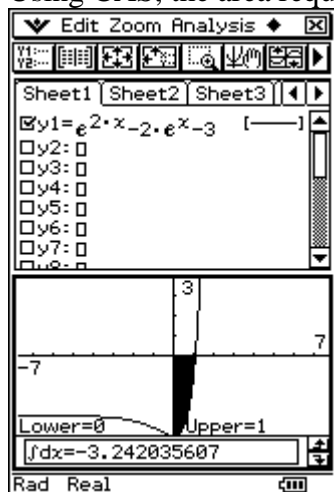 Using CAS, the area requ
Edit Zoom Analysis
Sheet1 Sheet2 Sheet3
y1=e^2·x-2·e^x-3 [—]
y2:
y3:
y4:
y5:
y6:
y7:
3
7
-7
Lower=0 Upper=1
∫dx=-3.242035607
Rad Real